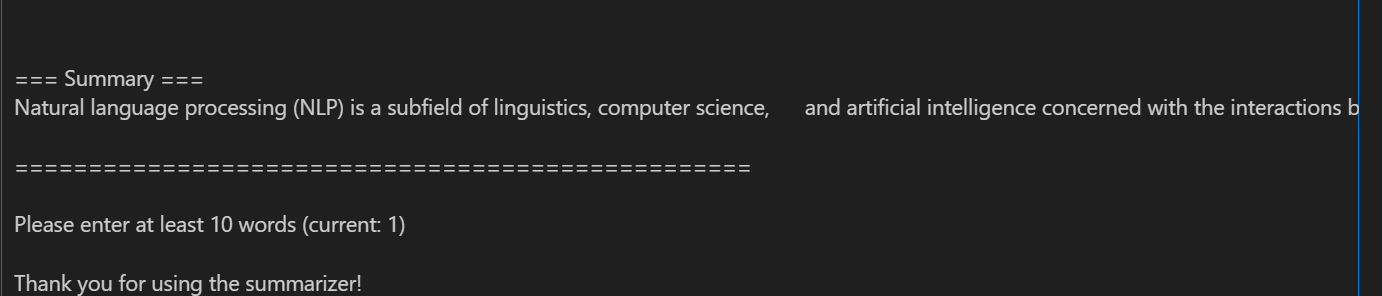 === Summary ===
Natural language processing (NLP) is a subfield of linguistics, computer science,      and artificial intelligence concerned with the interactions b
==================================================
Please enter at least 10 words (current: 1)
Thank you for using the summarizer!